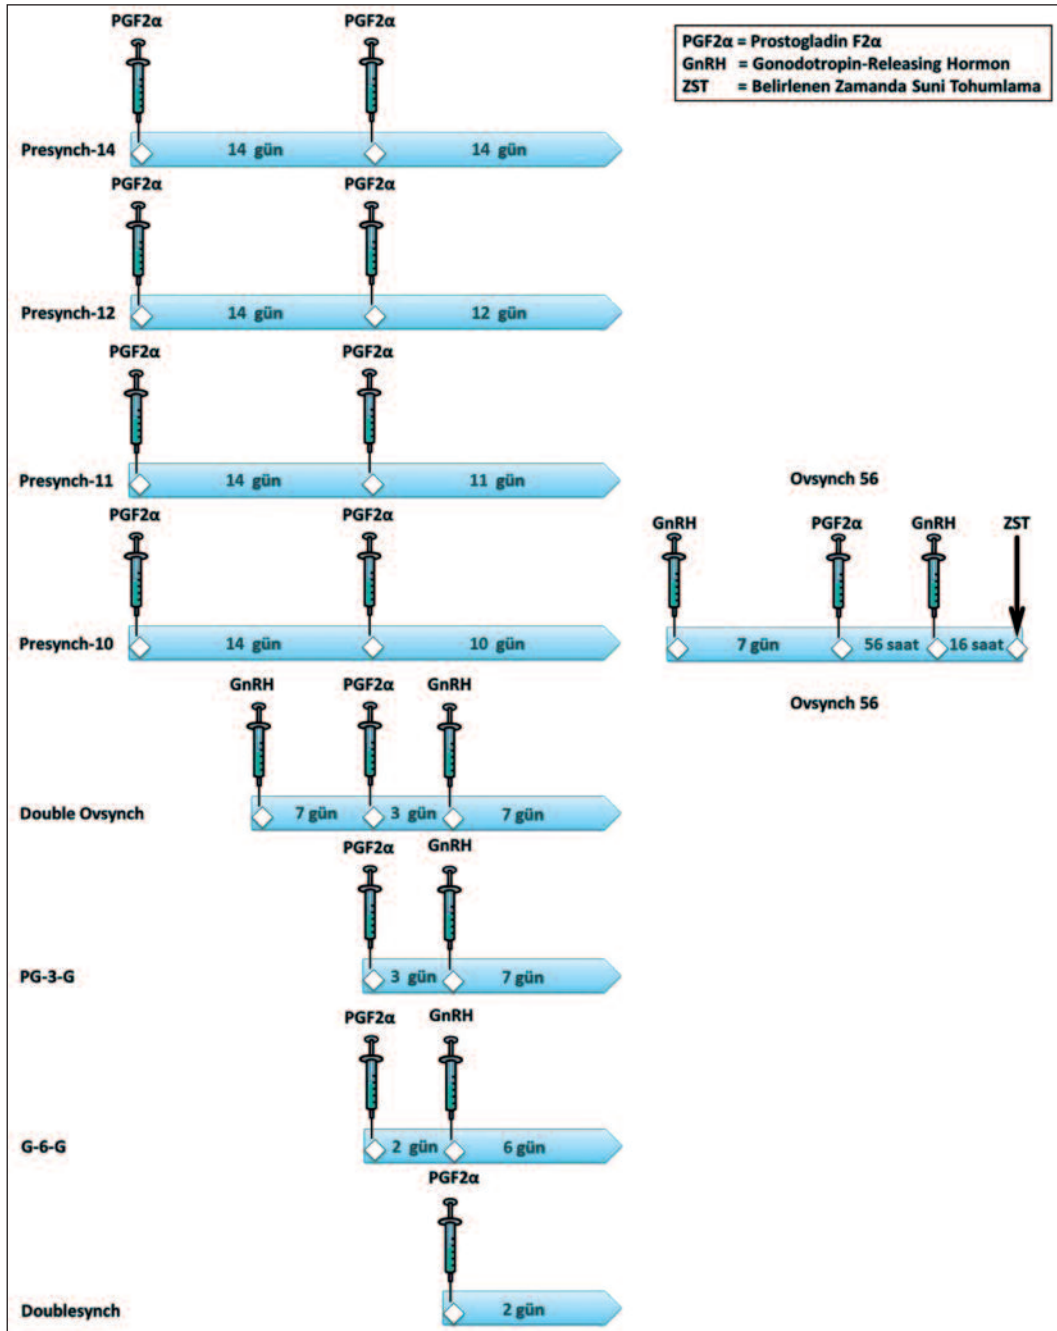 PGF2α PGF2α
PGF2α = Prostogladin F2α
GnRH = Gonodotropin-Releasing Hormon
ZST = Belirlenen Zamanda Suni Tohumlama
Presynch-14 14 gün 14 gün
PGF2α PGF2α
Presynch-12 14 gün 12 gün
PGF2α PGF2α
Presynch-11 14 gün 11 gün
PGF2α PGF2α
Presynch-10 14 gün 10 gün
Ovsynch 56
GnRH PGF2α GnRH ZST
7 gün 56 saat 16 saat
Ovsynch 56
GnRH PGF2α GnRH
Double Ovsynch 7 gün 3 gün 7 gün
PGF2α GnRH
PG-3-G 3 gün 7 gün
PGF2α GnRH
G-6-G 2 gün 6 gün
PGF2α
Doublesynch 2 gün